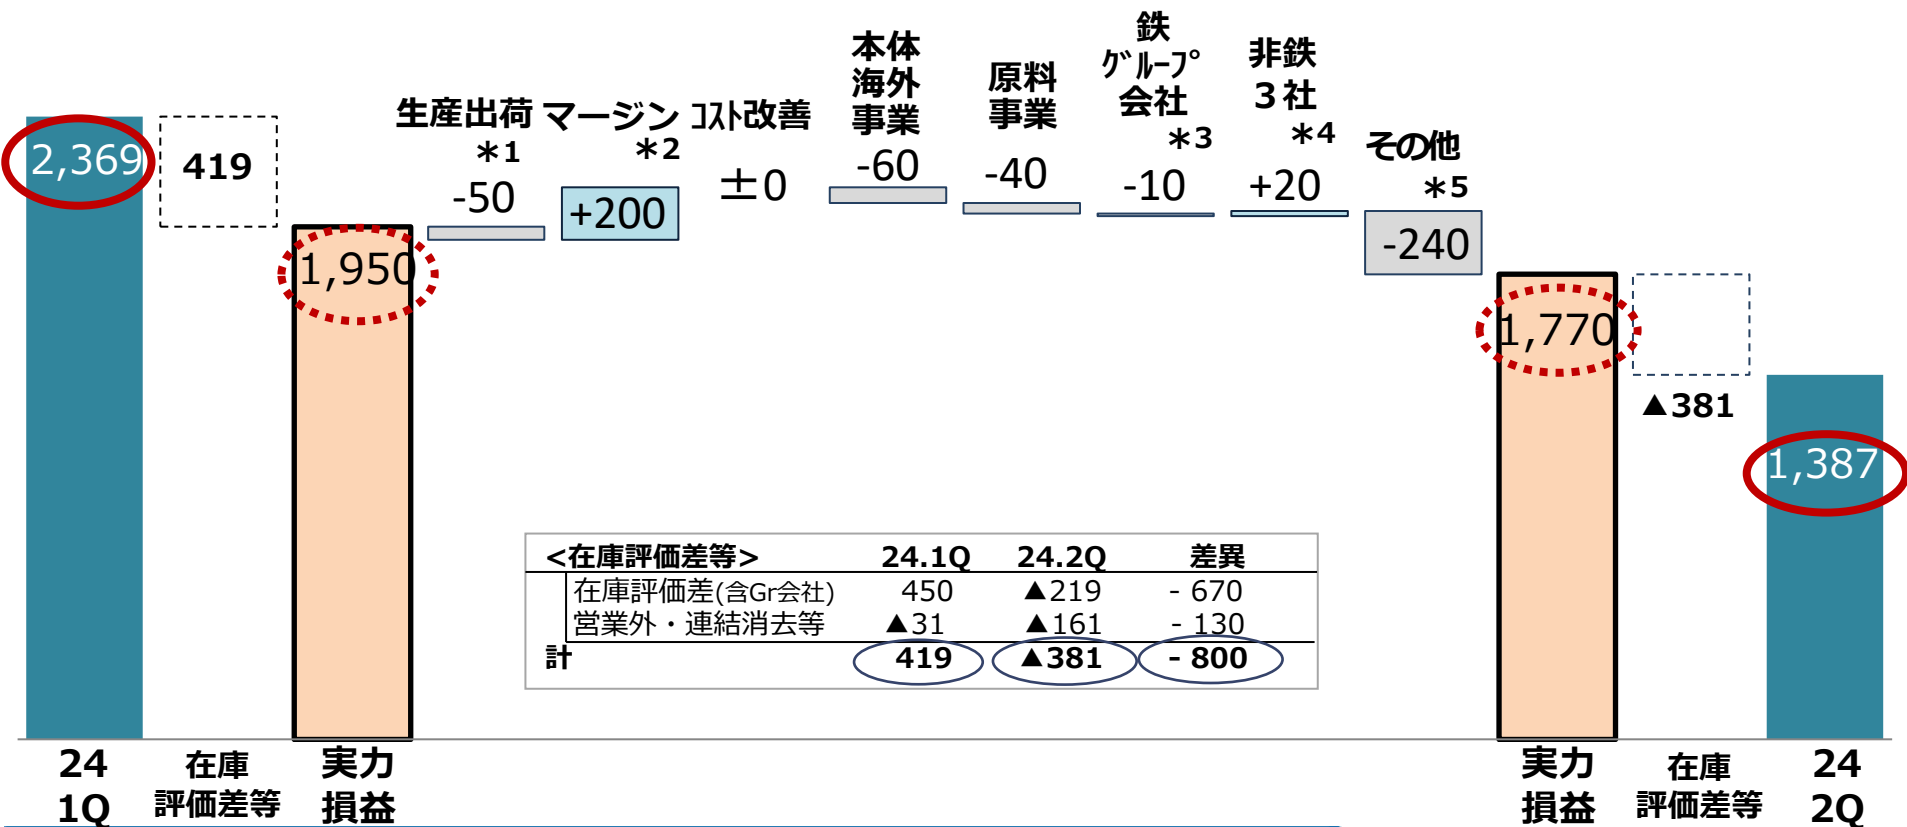 2,369
419
1,950
生産出荷
*1
-50
マージン
*2
+200
コスト改善
±0
本体
海外
事業
-60
原料
事業
-40
鉄
グループ
会社
*3
-10
非鉄
3社
*4
+20
その他
*5
-240
1,770
▲381
1,387
<在庫評価差等> 24.1Q 24.2Q 差異
在庫評価差(含Gr会社) 450 ▲219 - 670
営業外・連結消去等 ▲31 ▲161 - 130
計 419 ▲381 - 800
24
1Q
在庫
評価差等
実力
損益
実力
損益
在庫
評価差等
24
2Q